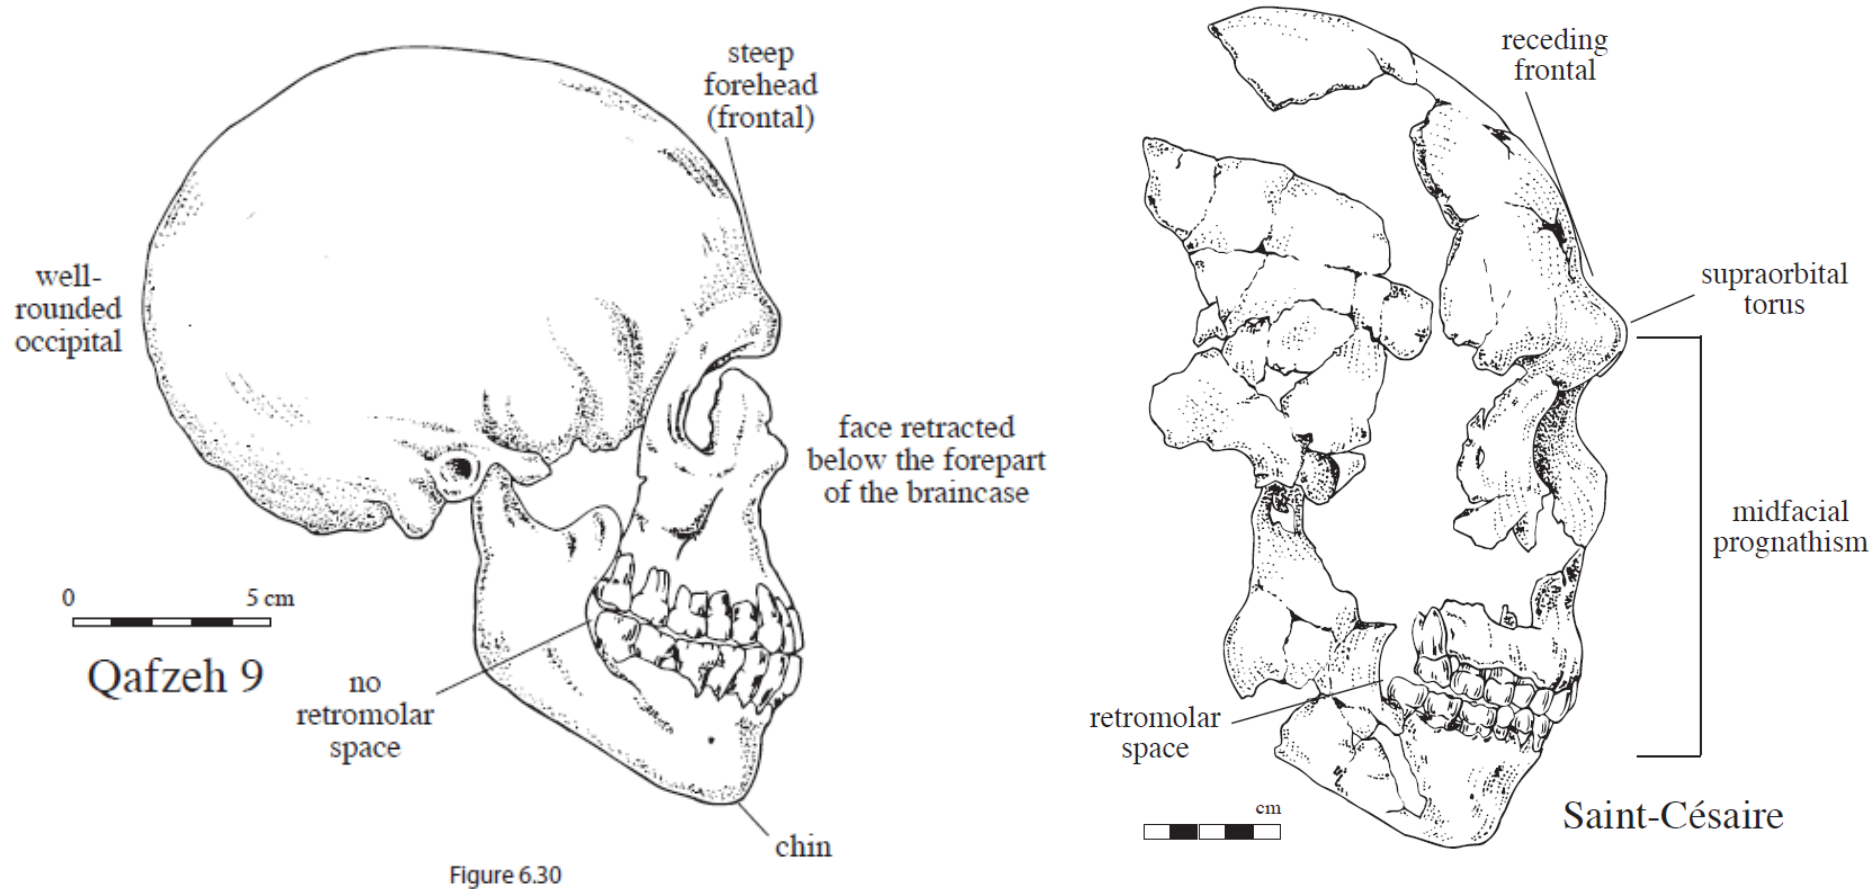 steep
forehead
(frontal)
well-
rounded
occipital
face retracted
below the forepart
of the braincase
0 5 cm
Qafzeh 9
no
retromolar
space
chin
Figure 6.30
receding
frontal
supraorbital
torus
midfacial
prognathism
retromolar
space
cm
Saint-Césaire